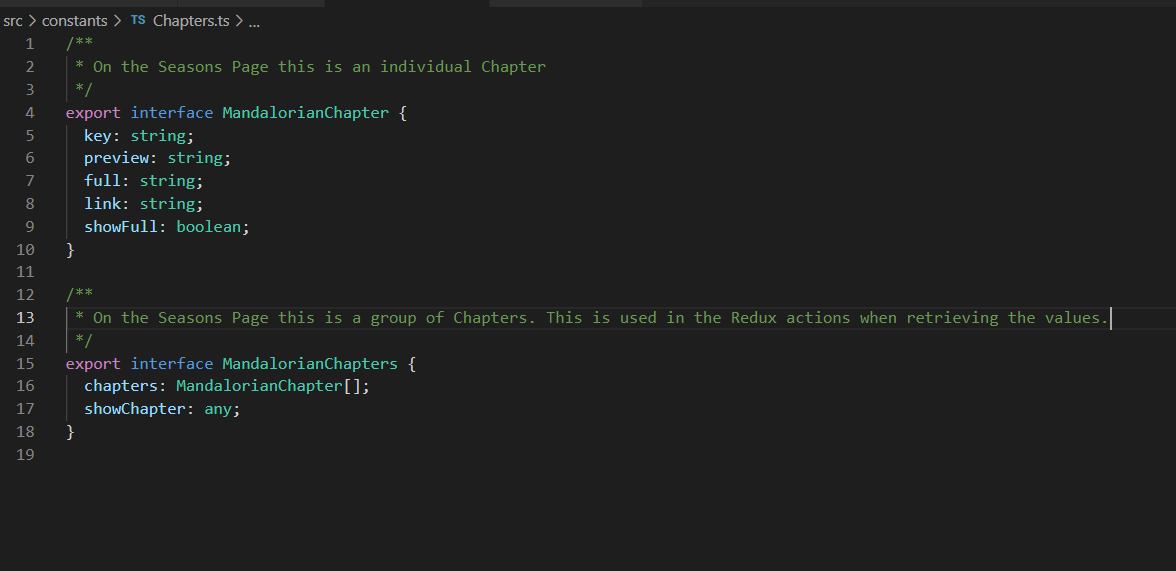 src > constants > TS Chapters.ts > ...
1 /**
2 * On the Seasons Page this is an individual Chapter
3 */
4 export interface MandalorianChapter {
5 key: string;
6 preview: string;
7 full: string;
8 link: string;
9 showFull: boolean;
10 }
11
12 /**
13 * On the Seasons Page this is a group of Chapters. This is used in the Redux actions when retrieving the values.
14 */
15 export interface MandalorianChapters {
16 chapters: MandalorianChapter[];
17 showChapter: any;
18 }
19